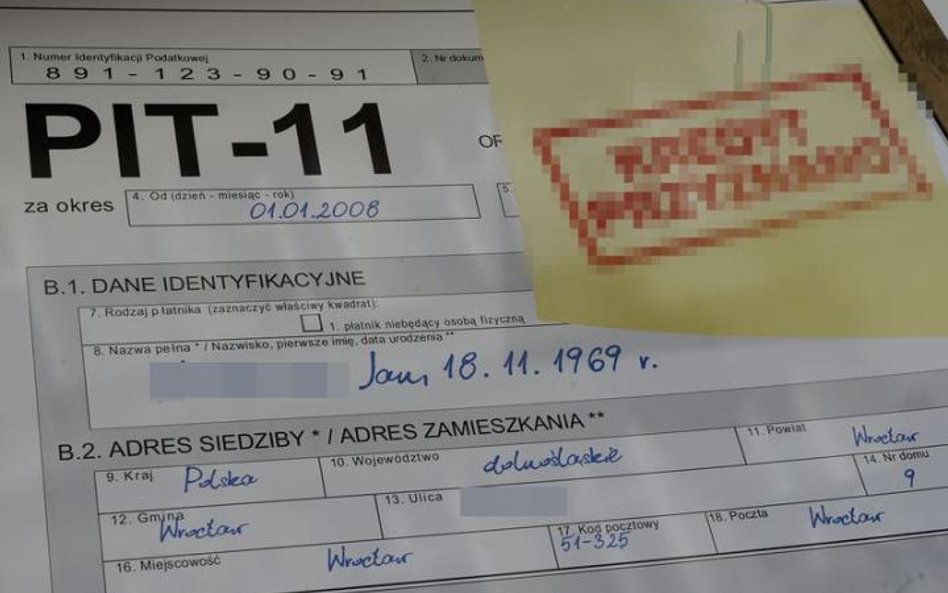 1. Numer Identyfikacji Podatkowej
891-123-90-91
2. Nr dokum
PIT-11
OF
za okres
4. Od (dzień - miesiąc - rok)
01.01.2008
5.
KREDYT
PRZYZNANO
B.1. DANE IDENTYFIKACYJNE
7. Rodzaj płatnika (zaznaczyć właściwy kwadrat):
1. płatnik niebędący osobą fizyczną
8. Nazwa pełna * / Nazwisko, pierwsze imię, data urodzenia **
Jan, 18.11.1969 r.
B.2. ADRES SIEDZIBY * / ADRES ZAMIESZKANIA **
9. Kraj
Polska
10. Województwo
dolnośląskie
11. Powiat
Wrocław
12. Gmina
Wrocław
13. Ulica
14. Nr domu
9
16. Miejscowość
Wrocław
17. Kod pocztowy
51-325
18. Poczta
Wrocław